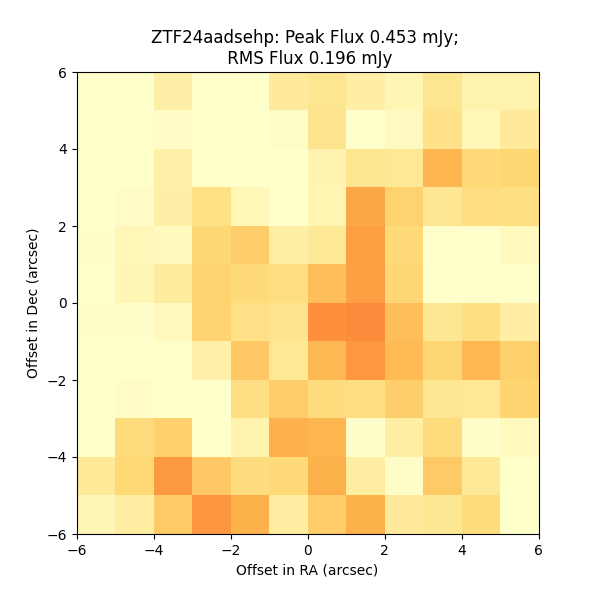 ZTF24aadsehp: Peak Flux 0.453 mJy;
RMS Flux 0.196 mJy
6
4
2
0
−2
−4
−6
Offset in Dec (arcsec)
−6 −4 −2 0 2 4 6
Offset in RA (arcsec)